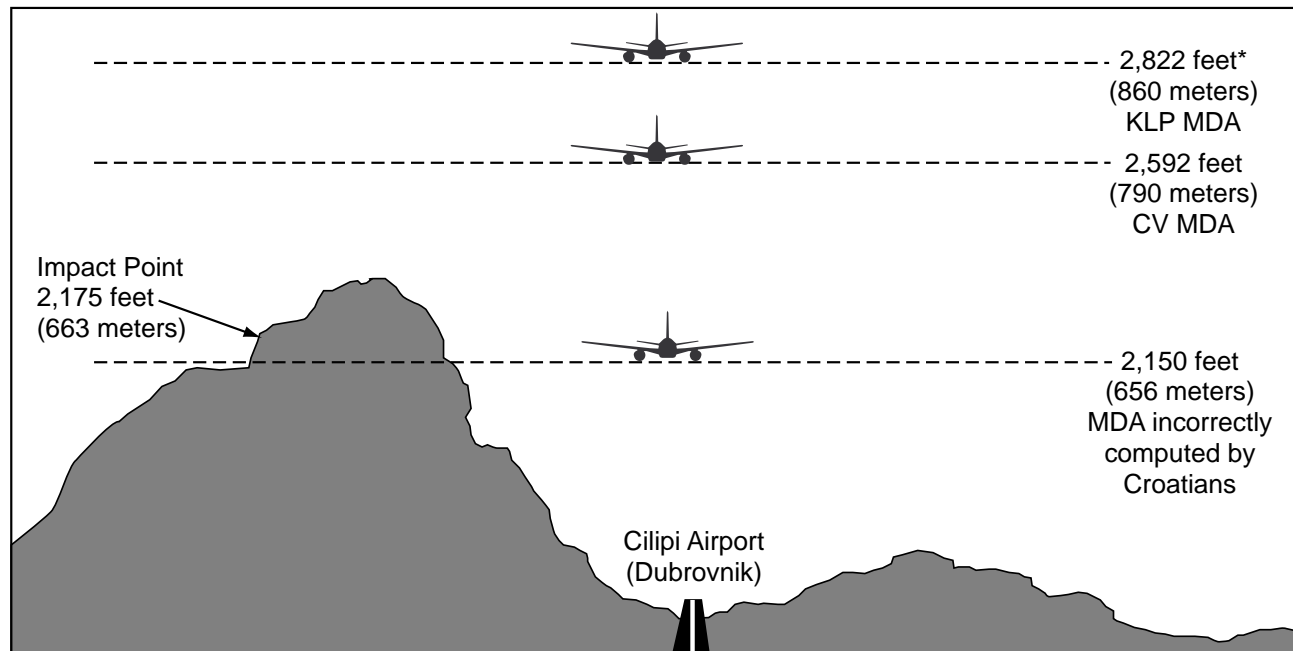 2,822 feet*
(860 meters)
KLP MDA
2,592 feet
(790 meters)
CV MDA
Impact Point
2,175 feet
(663 meters)
2,150 feet
(656 meters)
MDA incorrectly
computed by
Croatians
Cilipi Airport
(Dubrovnik)